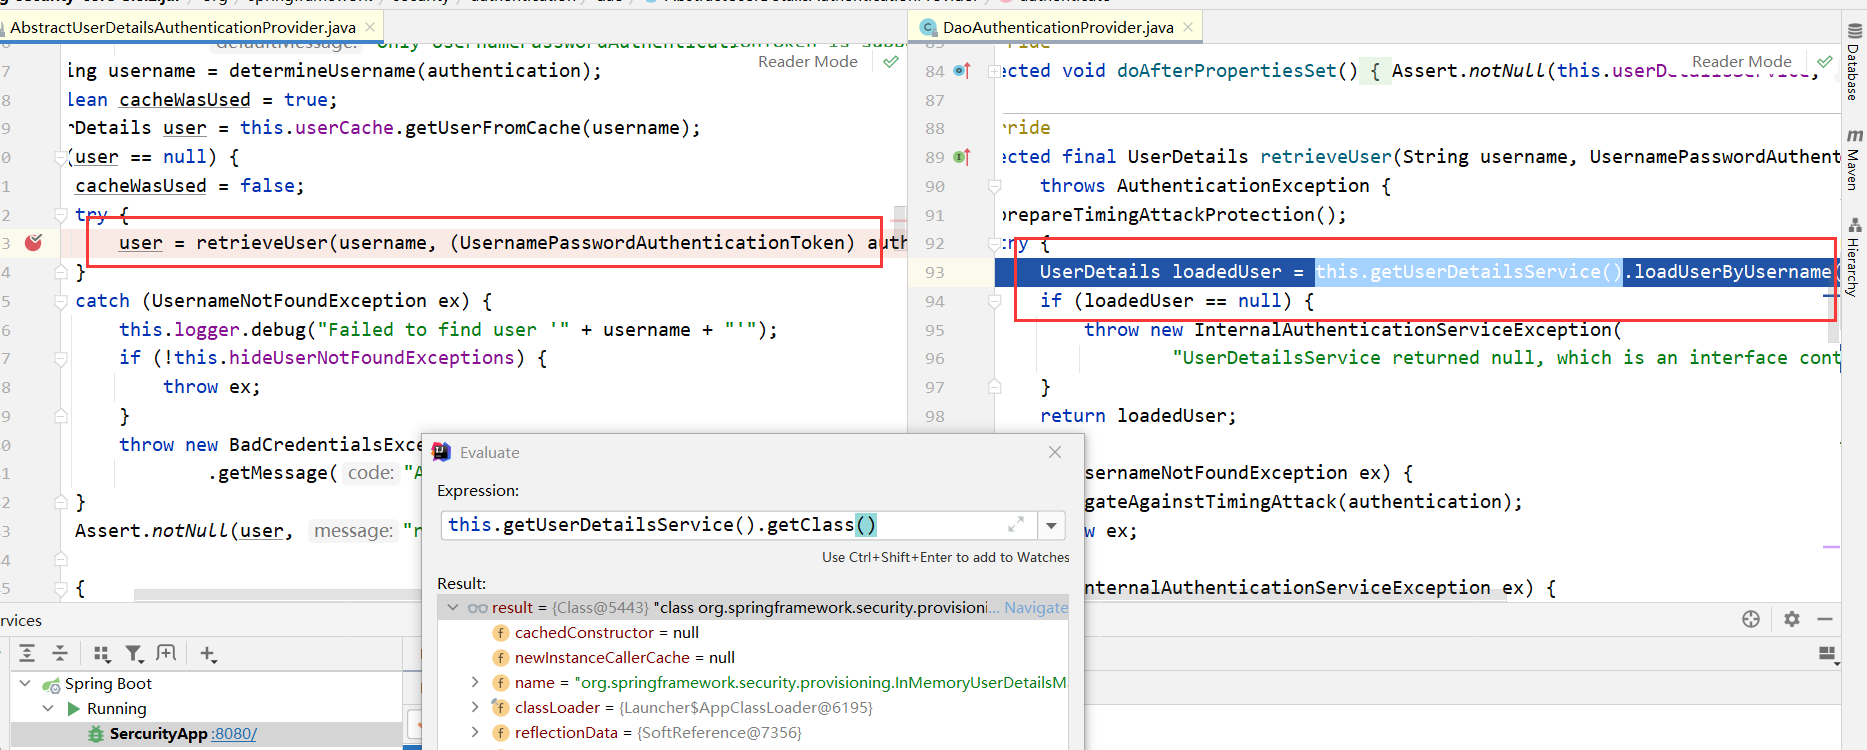 AbstractUserDetailsAuthenticationProvider.java
Reader Mode
7 ing username = determineUsername(authentication);
8 lean cacheWasUsed = true;
9 rDetails user = this.userCache.getUserFromCache(username);
0 (user == null) {
1 cacheWasUsed = false;
2 try {
3 user = retrieveUser(username, (UsernamePasswordAuthenticationToken) auth
4 }
5 catch (UsernameNotFoundException ex) {
6 this.logger.debug("Failed to find user '" + username + "'");
7 if (!this.hideUserNotFoundExceptions) {
8 throw ex;
9 }
0 throw new BadCredentialsExce
1 .getMessage( code: "A
2 }
3 Assert.notNull(user, message: "r
4
5 {
DaoAuthenticationProvider.java
Reader Mode
ride
84 ected void doAfterPropertiesSet() { Assert.notNull(this.userDetailsService,
87
88 rride
89 ected final UserDetails retrieveUser(String username, UsernamePasswordAuthent
90 throws AuthenticationException {
91 prepareTimingAttackProtection();
92 try {
93 UserDetails loadedUser = this.getUserDetailsService().loadUserByUsername(
94 if (loadedUser == null) {
95 throw new InternalAuthenticationServiceException(
96 "UserDetailsService returned null, which is an interface cont
97 }
98 return loadedUser;
sernameNotFoundException ex) {
gateAgainstTimingAttack(authentication);
w ex;
nternalAuthenticationServiceException ex) {
Database
Maven
Hierarchy
Evaluate
Expression:
this.getUserDetailsService().getClass()
Use Ctrl+Shift+Enter to add to Watches
Result:
result = {Class@5443} "class org.springframework.security.provisioni... Navigate
cachedConstructor = null
newInstanceCallerCache = null
name = "org.springframework.security.provisioning.InMemoryUserDetailsMa
classLoader = {Launcher$AppClassLoader@6195}
reflectionData = {SoftReference@7356}
rvices
Spring Boot
Running
SercurityApp :8080/